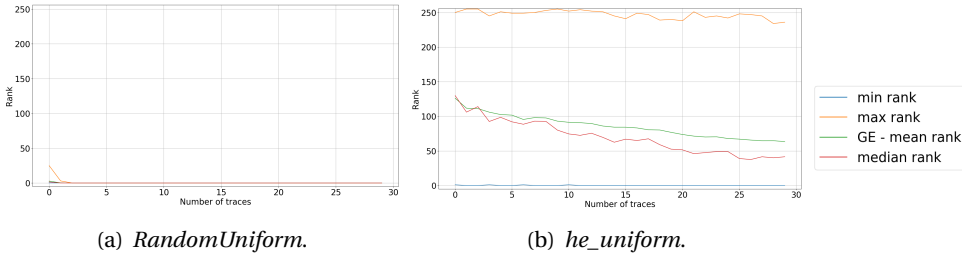 250
200
150
100
50
0
Rank
0 5 10 15 20 25 30
Number of traces
(a) RandomUniform.
250
200
150
100
50
0
Rank
0 5 10 15 20 25 30
Number of traces
(b) he_uniform.
min rank
max rank
GE - mean rank
median rank